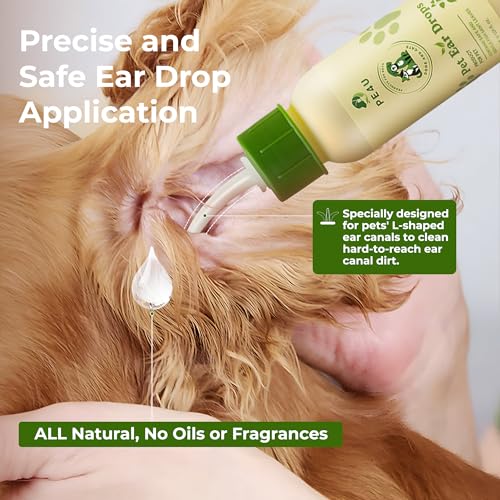 Precise and
Safe Ear Drop
Application
Pet Ear Drops
PE4U
Specially designed
for pets' L-shaped
ear canals to clean
hard-to-reach ear
canal dirt.
ALL Natural, No Oils or Fragrances